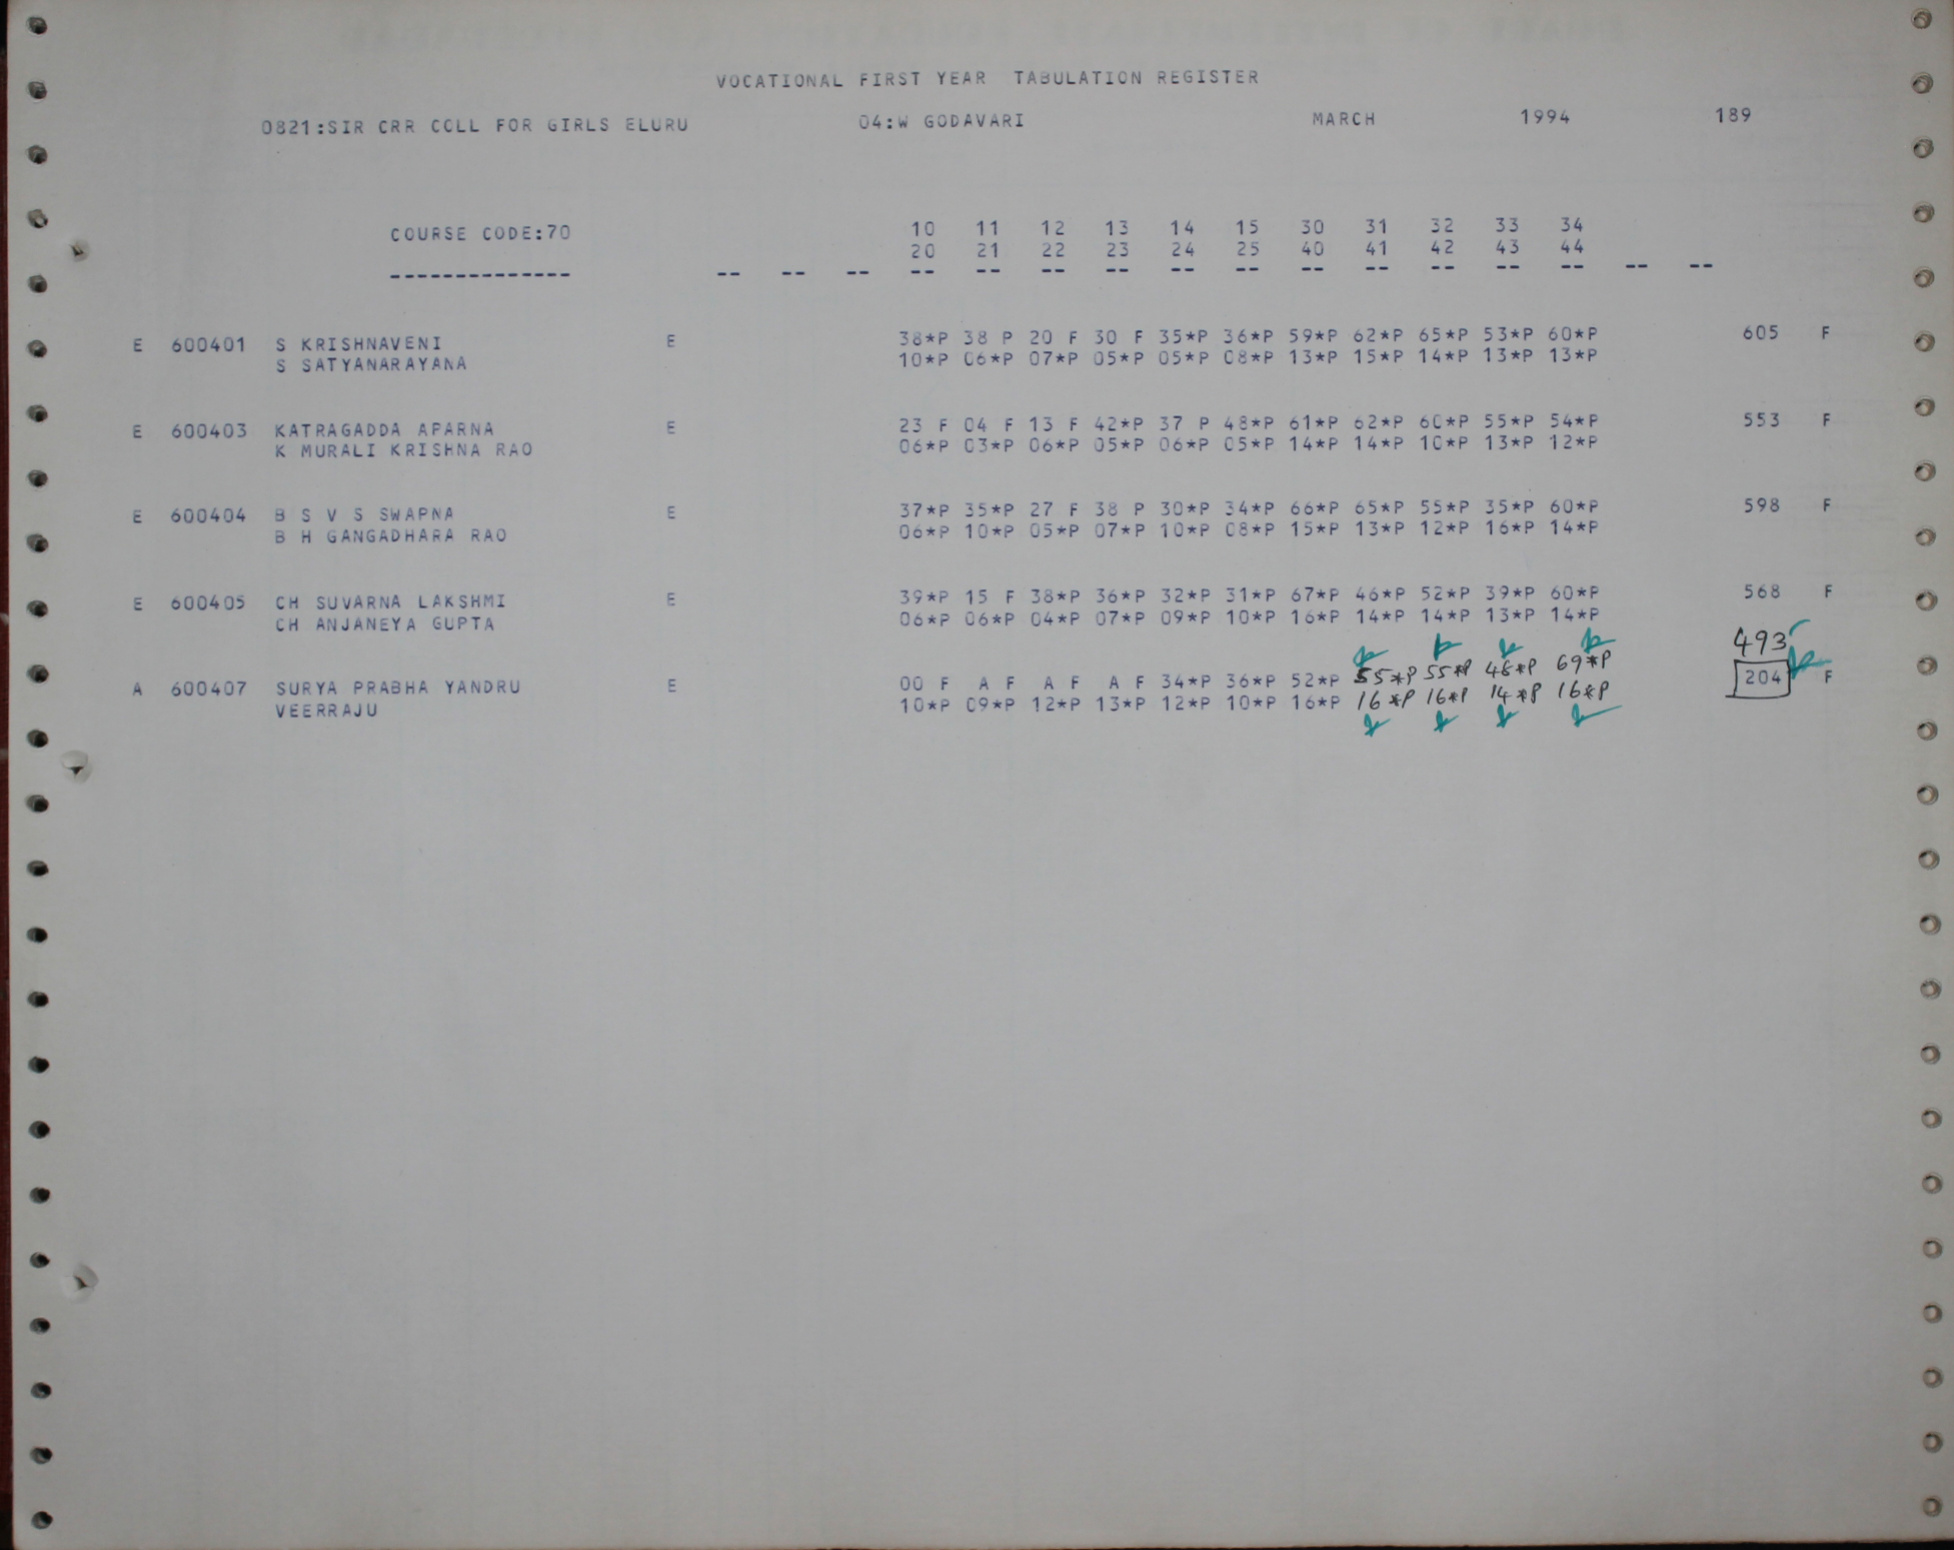 VOCATIONAL FIRST YEAR TABULATION REGISTER
0821:SIR CRR COLL FOR GIRLS ELURU 04:W GODAVARI MARCH 1994 189
COURSE CODE:70 10 11 12 13 14 15 30 31 32 33 34
20 21 22 23 24 25 40 41 42 43 44
-------------- -- -- -- -- -- -- -- -- -- -- -- -- -- -- -- --
E 600401 S KRISHNAVENI E 38*P 38 P 20 F 30 F 35*P 36*P 59*P 62*P 65*P 53*P 60*P 605 F
S SATYANARAYANA 10*P 06*P 07*P 05*P 05*P 08*P 13*P 15*P 14*P 13*P 13*P
E 600403 KATRAGADDA APARNA E 23 F 04 F 13 F 42*P 37 P 48*P 61*P 62*P 60*P 55*P 54*P 553 F
K MURALI KRISHNA RAO 06*P 03*P 06*P 05*P 06*P 05*P 14*P 14*P 10*P 13*P 12*P
E 600404 B S V S SWAPNA E 37*P 35*P 27 F 38 P 30*P 34*P 66*P 65*P 55*P 35*P 60*P 598 F
B H GANGADHARA RAO 06*P 10*P 05*P 07*P 10*P 08*P 15*P 13*P 12*P 16*P 14*P
E 600405 CH SUVARNA LAKSHMI E 39*P 15 F 38*P 36*P 32*P 31*P 67*P 46*P 52*P 39*P 60*P 568 F
CH ANJANEYA GUPTA 06*P 06*P 04*P 07*P 09*P 10*P 16*P 14*P 14*P 13*P 14*P
493
A 600407 SURYA PRABHA YANDRU E 00 F A F A F A F 34*P 36*P 52*P 55*P 55*P 48*P 69*P 204 F
VEERRAJU 10*P 09*P 12*P 13*P 12*P 10*P 16*P 16*P 16*P 14*P 16*P